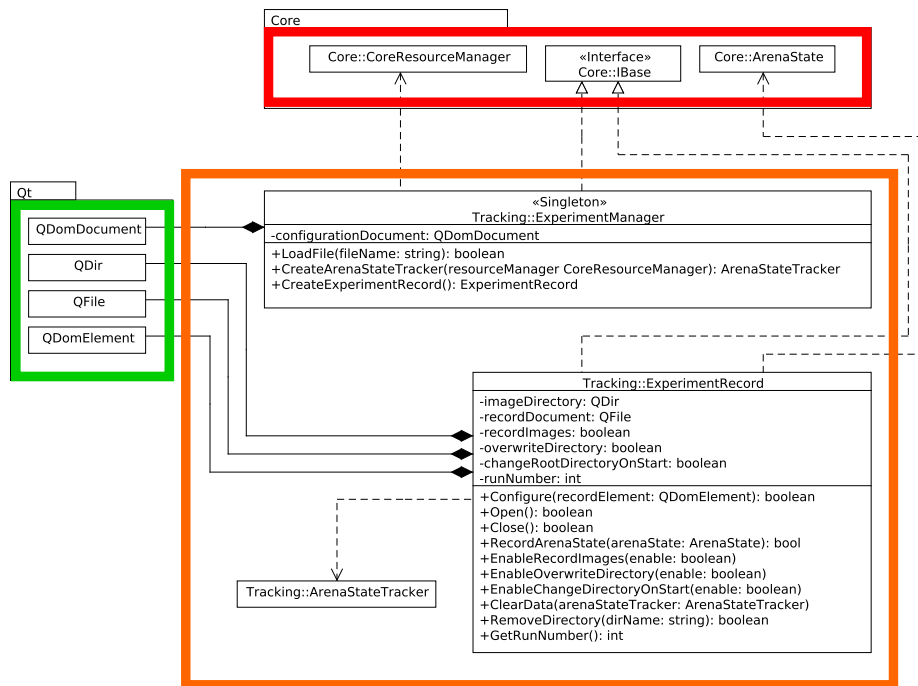 Core
Core::CoreResourceManager
«Interface»
Core::IBase
Core::ArenaState
Qt
QDomDocument
QDir
QFile
QDomElement
«Singleton»
Tracking::ExperimentManager
-configurationDocument: QDomDocument
+LoadFile(fileName: string): boolean
+CreateArenaStateTracker(resourceManager CoreResourceManager): ArenaStateTracker
+CreateExperimentRecord(): ExperimentRecord
Tracking::ExperimentRecord
-imageDirectory: QDir
-recordDocument: QFile
-recordImages: boolean
-overwriteDirectory: boolean
-changeRootDirectoryOnStart: boolean
-runNumber: int
+Configure(recordElement: QDomElement): boolean
+Open(): boolean
+Close(): boolean
+RecordArenaState(arenaState: ArenaState): bool
+EnableRecordImages(enable: boolean)
+EnableOverwriteDirectory(enable: boolean)
+EnableChangeDirectoryOnStart(enable: boolean)
+ClearData(arenaStateTracker: ArenaStateTracker)
+RemoveDirectory(dirName: string): boolean
+GetRunNumber(): int
Tracking::ArenaStateTracker